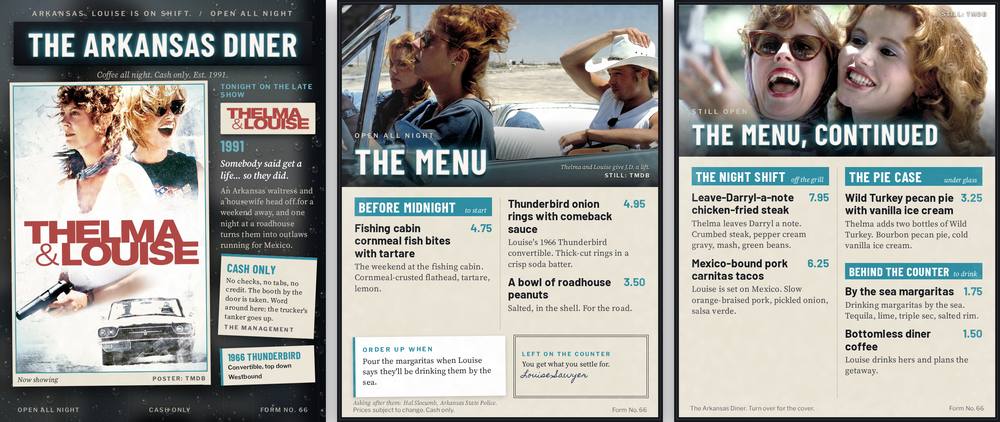 ARKANSAS. LOUISE IS ON SHIFT. / OPEN ALL NIGHT
THE ARKANSAS DINER
Coffee all night. Cash only. Est. 1991.
THELMA
& LOUISE
Now showing
POSTER: TMDB
TONIGHT ON THE LATE
SHOW
THELMA
& LOUISE
1991
Somebody said get a
life... so they did.
An Arkansas waitress and
a housewife head off for a
weekend away, and one
night at a roadhouse
turns them into outlaws
running for Mexico.
CASH ONLY
No checks, no tabs, no
credit. The booth by the
door is taken. Word
around here: the trucker's
tanker goes up.
THE MANAGEMENT
1966 THUNDERBIRD
Convertible, top down
Westbound
OPEN ALL NIGHT
CASH ONLY
FORM NO. 66
OPEN ALL NIGHT
THE MENU
Thelma and Louise give J.D. a lift.
STILL: TMDB
BEFORE MIDNIGHT to start
Fishing cabin 4.75
cornmeal fish bites
with tartare
The weekend at the fishing cabin.
Cornmeal-crusted flathead, tartare,
lemon.
Thunderbird onion 4.95
rings with comeback
sauce
Louise's 1966 Thunderbird
convertible. Thick-cut rings in a
crisp soda batter.
A bowl of roadhouse 3.50
peanuts
Salted, in the shell. For the road.
ORDER UP WHEN
Pour the margaritas when Louise
says they'll be drinking them by the
sea.
LEFT ON THE COUNTER
You get what you settle for.
Louise Sawyer
Asking after them: Hal Slocumb, Arkansas State Police.
Prices subject to change. Cash only.
Form No. 66
STILL: TMDB
STILL OPEN
THE MENU, CONTINUED
THE NIGHT SHIFT off the grill
Leave-Darryl-a-note 7.95
chicken-fried steak
Thelma leaves Darryl a note.
Crumbed steak, pepper cream
gravy, mash, green beans.
Mexico-bound pork 6.25
carnitas tacos
Louise is set on Mexico. Slow
orange-braised pork, pickled onion,
salsa verde.
THE PIE CASE under glass
Wild Turkey pecan pie 3.25
with vanilla ice cream
Thelma adds two bottles of Wild
Turkey. Bourbon pecan pie, cold
vanilla ice cream.
BEHIND THE COUNTER to drink
By the sea margaritas 1.75
Drinking margaritas by the sea.
Tequila, lime, triple sec, salted rim.
Bottomless diner 1.50
coffee
Louise drinks hers and plans the
getaway.
The Arkansas Diner. Turn over for the cover.
Form No. 66